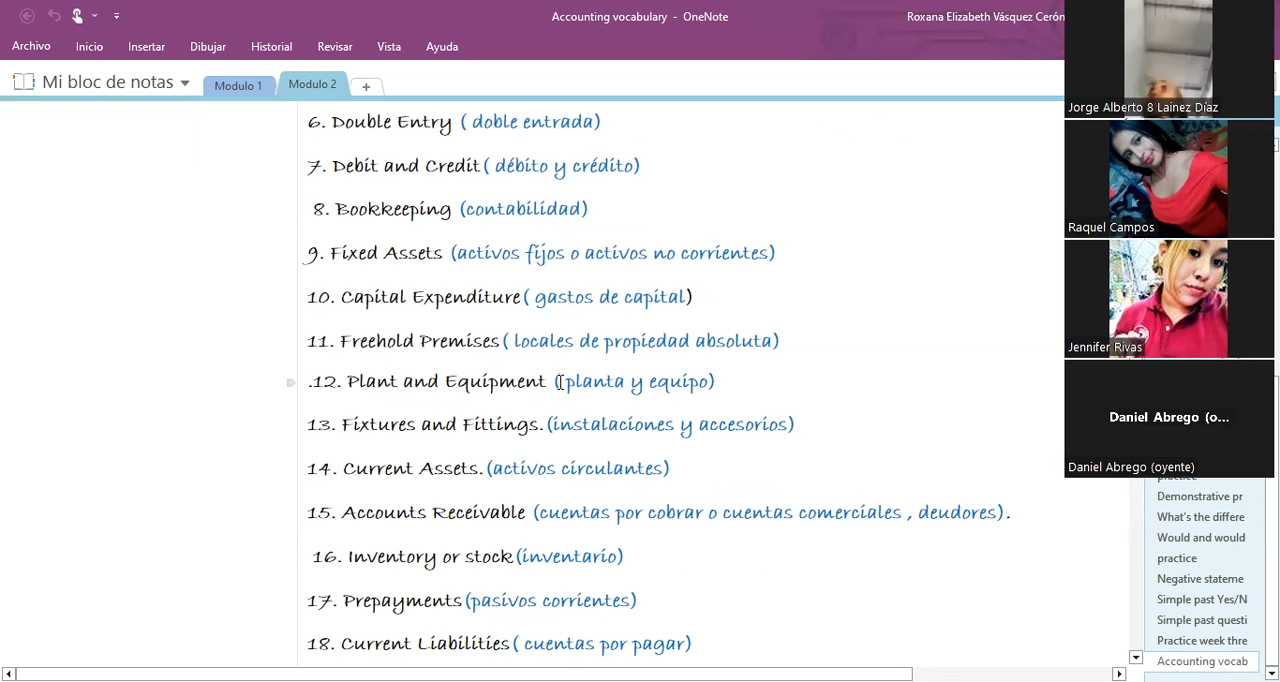 Accounting vocabulary - OneNote
Roxana Elizabeth Vásquez Cerón
Archivo Inicio Insertar Dibujar Historial Revisar Vista Ayuda
Mi bloc de notas Modulo 1 Modulo 2 +
6. Double Entry ( doble entrada)
7. Debit and Credit ( débito y crédito)
8. Bookkeeping (contabilidad)
9. Fixed Assets (activos fijos o activos no corrientes)
10. Capital Expenditure ( gastos de capital)
11. Freehold Premises ( locales de propiedad absoluta)
.12. Plant and Equipment (planta y equipo)
13. Fixtures and Fittings. (instalaciones y accesorios)
14. Current Assets. (activos circulantes)
15. Accounts Receivable (cuentas por cobrar o cuentas comerciales , deudores).
16. Inventory or stock (inventario)
17. Prepayments (pasivos corrientes)
18. Current Liabilities ( cuentas por pagar)
Jorge Alberto 8 Lainez Díaz
Raquel Campos
Jennifer Rivas
Daniel Abrego (o...
Daniel Abrego (oyente)
practice
Demonstrative pr
What's the differe
Would and would
practice
Negative stateme
Simple past Yes/N
Simple past questi
Practice week thre
Accounting vocab